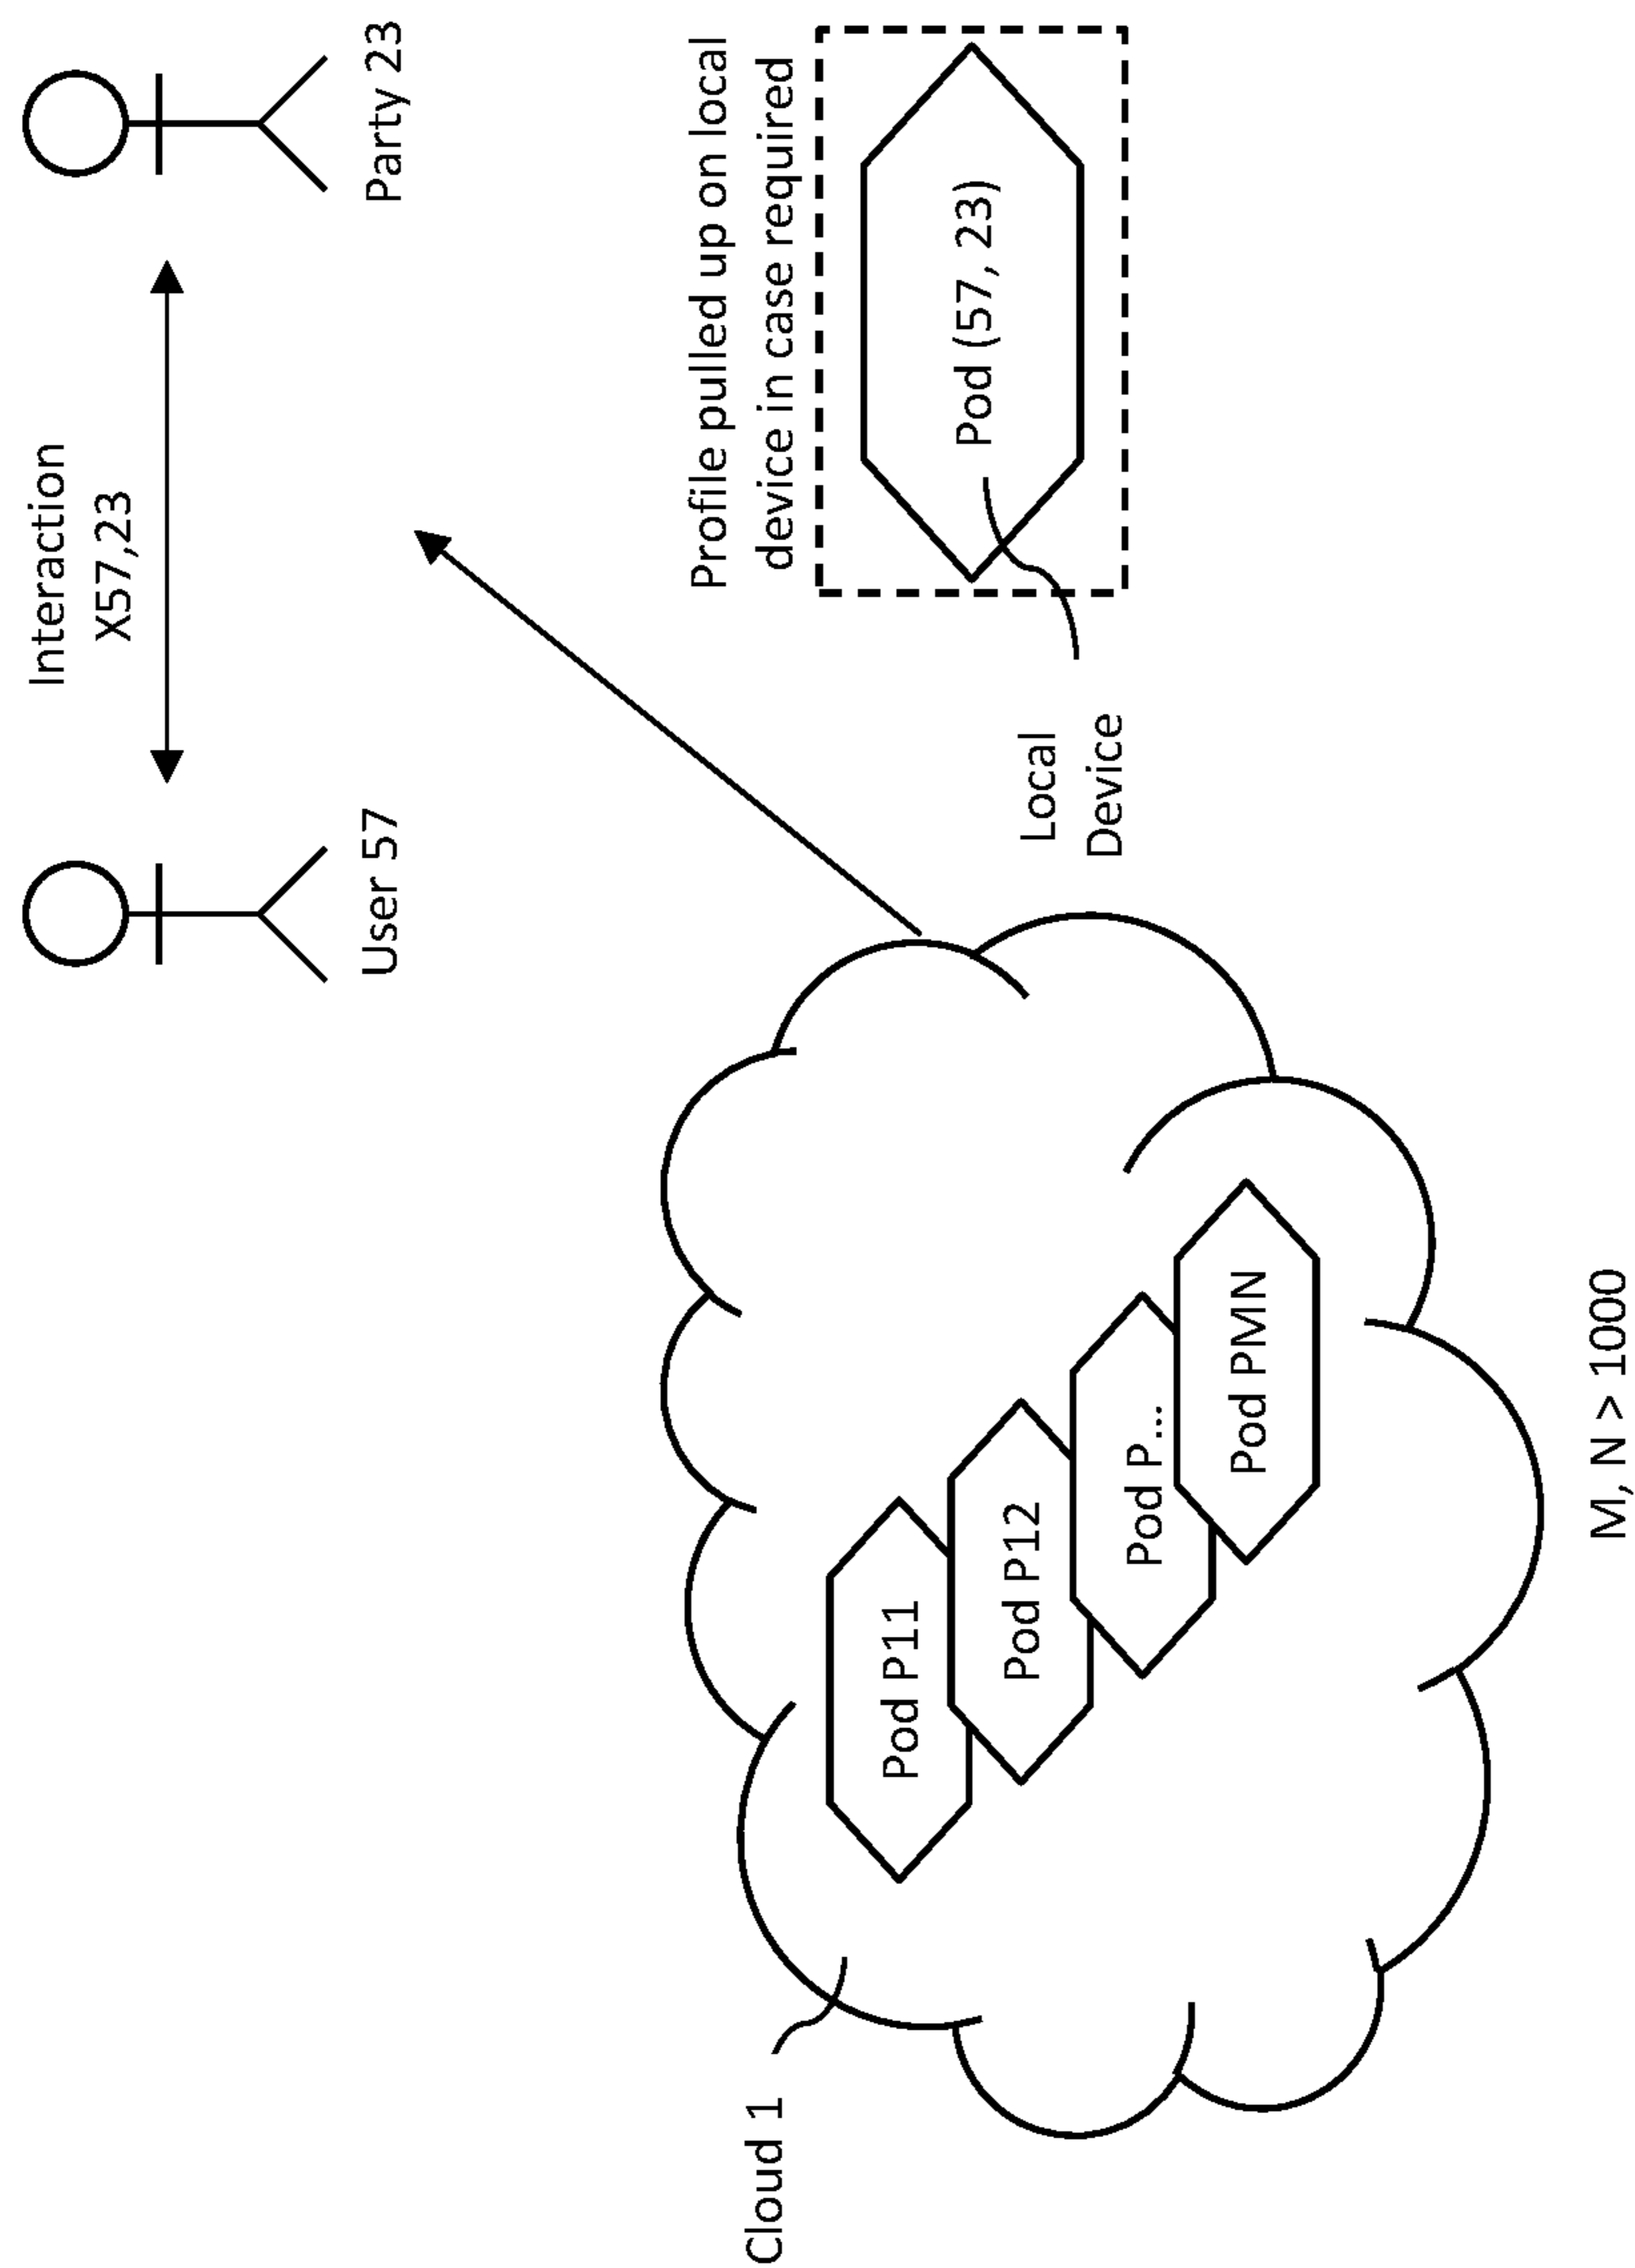 Interaction
X57,23
User 57
Party 23
Profile pulled up on local
device in case required
Pod (57, 23)
Local
Device
Cloud 1
Pod P11
Pod P12
Pod P...
Pod PMN
M, N > 1000